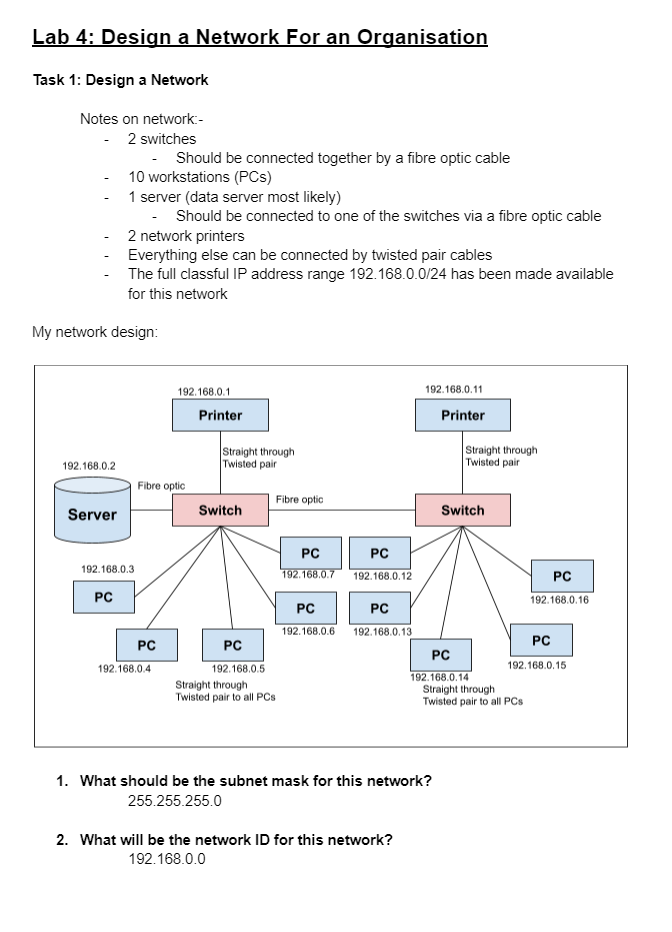 Lab 4: Design a Network For an Organisation
Task 1: Design a Network
Notes on network:-
- 2 switches
- Should be connected together by a fibre optic cable
- 10 workstations (PCs)
- 1 server (data server most likely)
- Should be connected to one of the switches via a fibre optic cable
- 2 network printers
- Everything else can be connected by twisted pair cables
- The full classful IP address range 192.168.0.0/24 has been made available
for this network
My network design:
192.168.0.1
Printer
192.168.0.11
Printer
Straight through
Twisted pair
Straight through
Twisted pair
192.168.0.2
Server
Fibre optic
Switch
Fibre optic
Switch
PC
192.168.0.7
PC
192.168.0.12
192.168.0.3
PC
PC
192.168.0.16
PC
192.168.0.6
PC
192.168.0.13
PC
192.168.0.4
PC
192.168.0.5
PC
192.168.0.14
PC
192.168.0.15
Straight through
Twisted pair to all PCs
Straight through
Twisted pair to all PCs
1. What should be the subnet mask for this network?
255.255.255.0
2. What will be the network ID for this network?
192.168.0.0